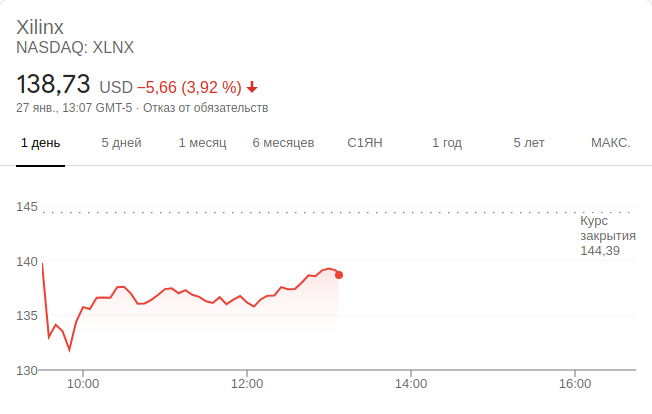 Xilinx
NASDAQ: XLNX
138,73 USD −5,66 (3,92 %)
27 янв., 13:07 GMT-5 · Отказ от обязательств
1 день 5 дней 1 месяц 6 месяцев С1ЯН 1 год 5 лет МАКС.
145
Курс
закрытия
144,39
140
135
130
10:00 12:00 14:00 16:00